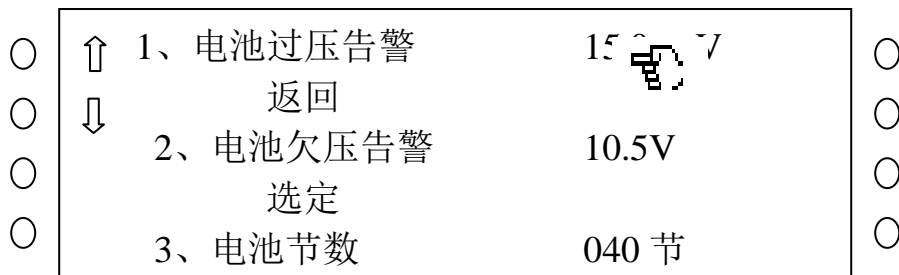 ⇧ 1、电池过压告警 15 V
返回
⇩
2、电池欠压告警 10.5V
选定
3、电池节数 040 节